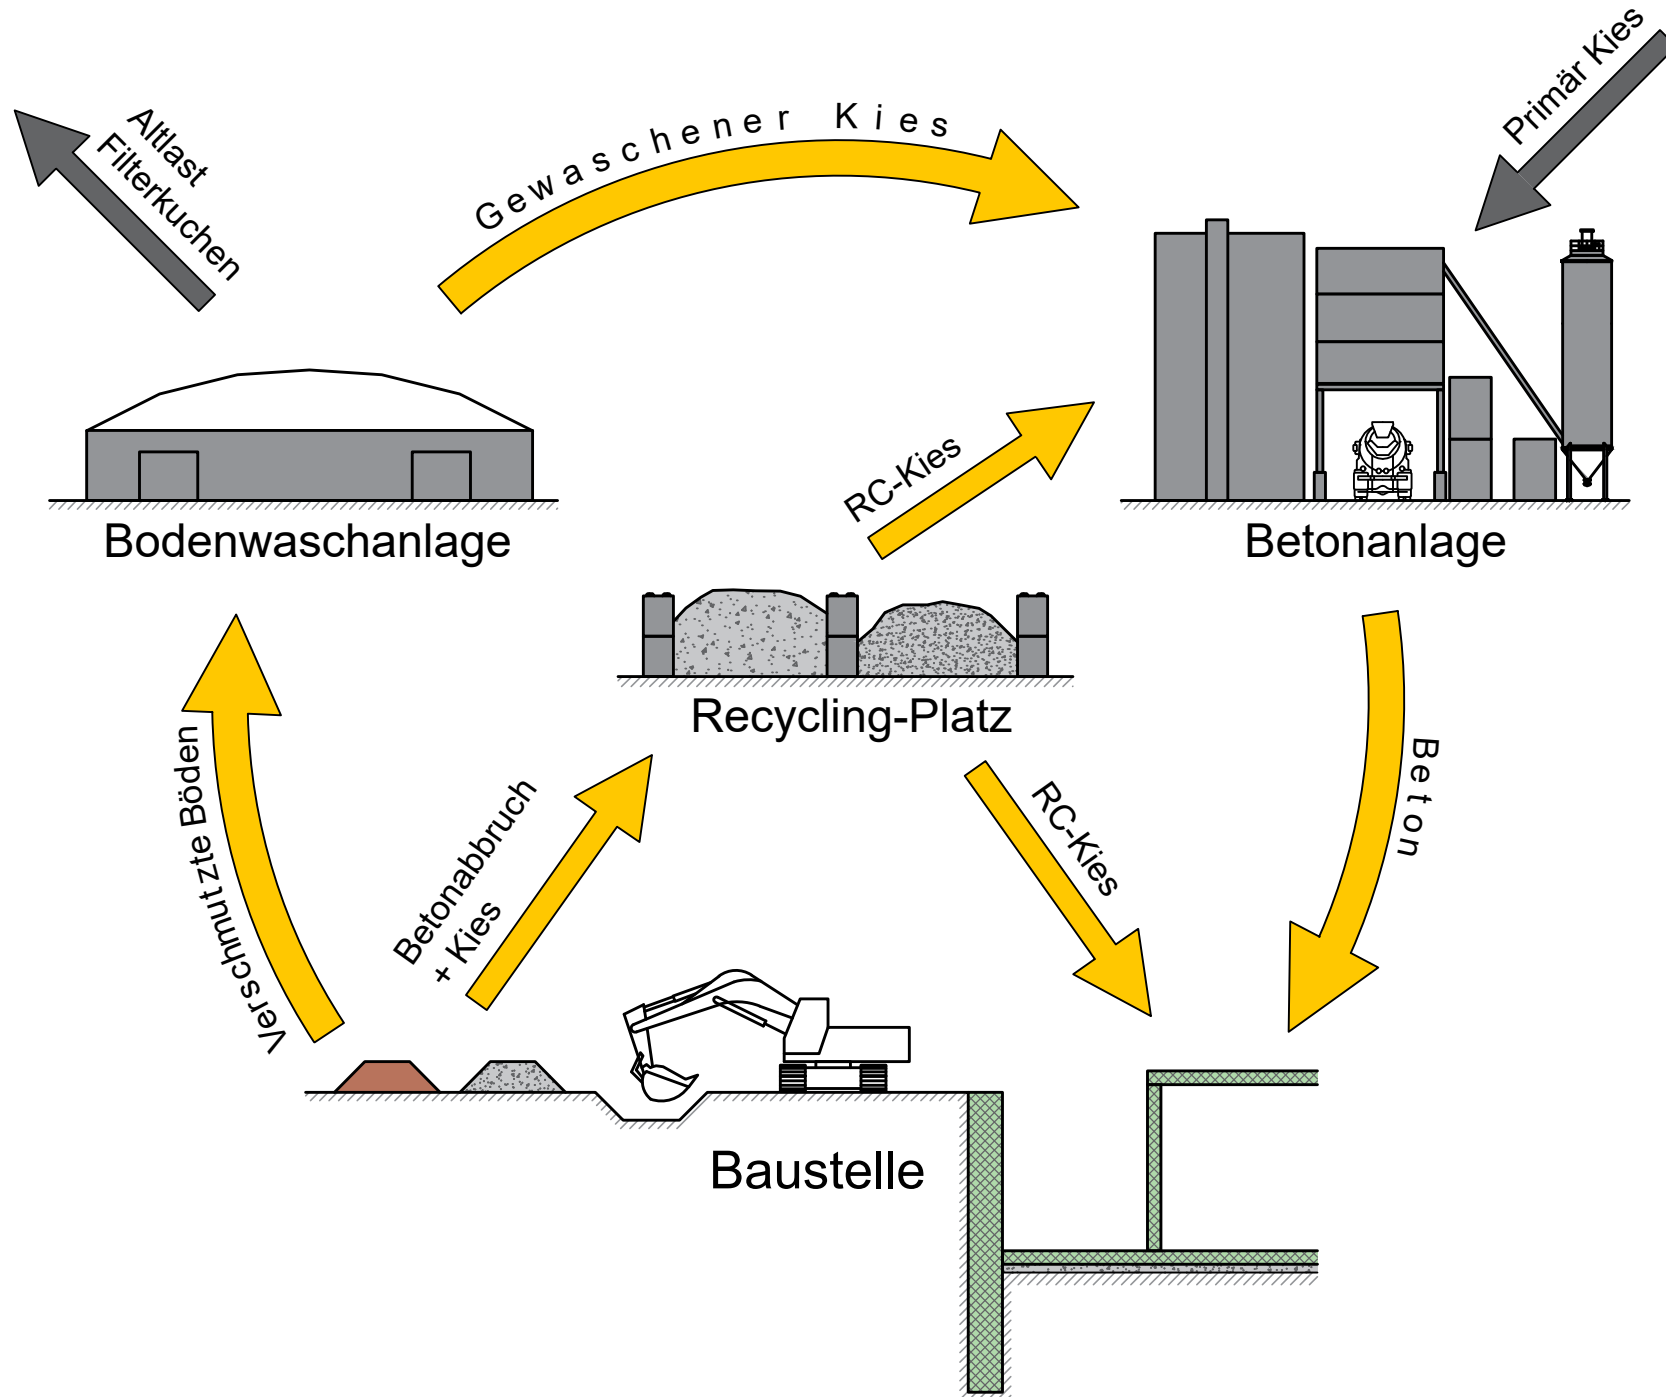 Primär Kies
Altlast
Filterkuchen
Gewaschener Kies
RC-Kies
Bodenwaschanlage
Betonanlage
Recycling-Platz
Verschmutzte Böden
Betonabbruch
+ Kies
RC-Kies
Beton
Baustelle